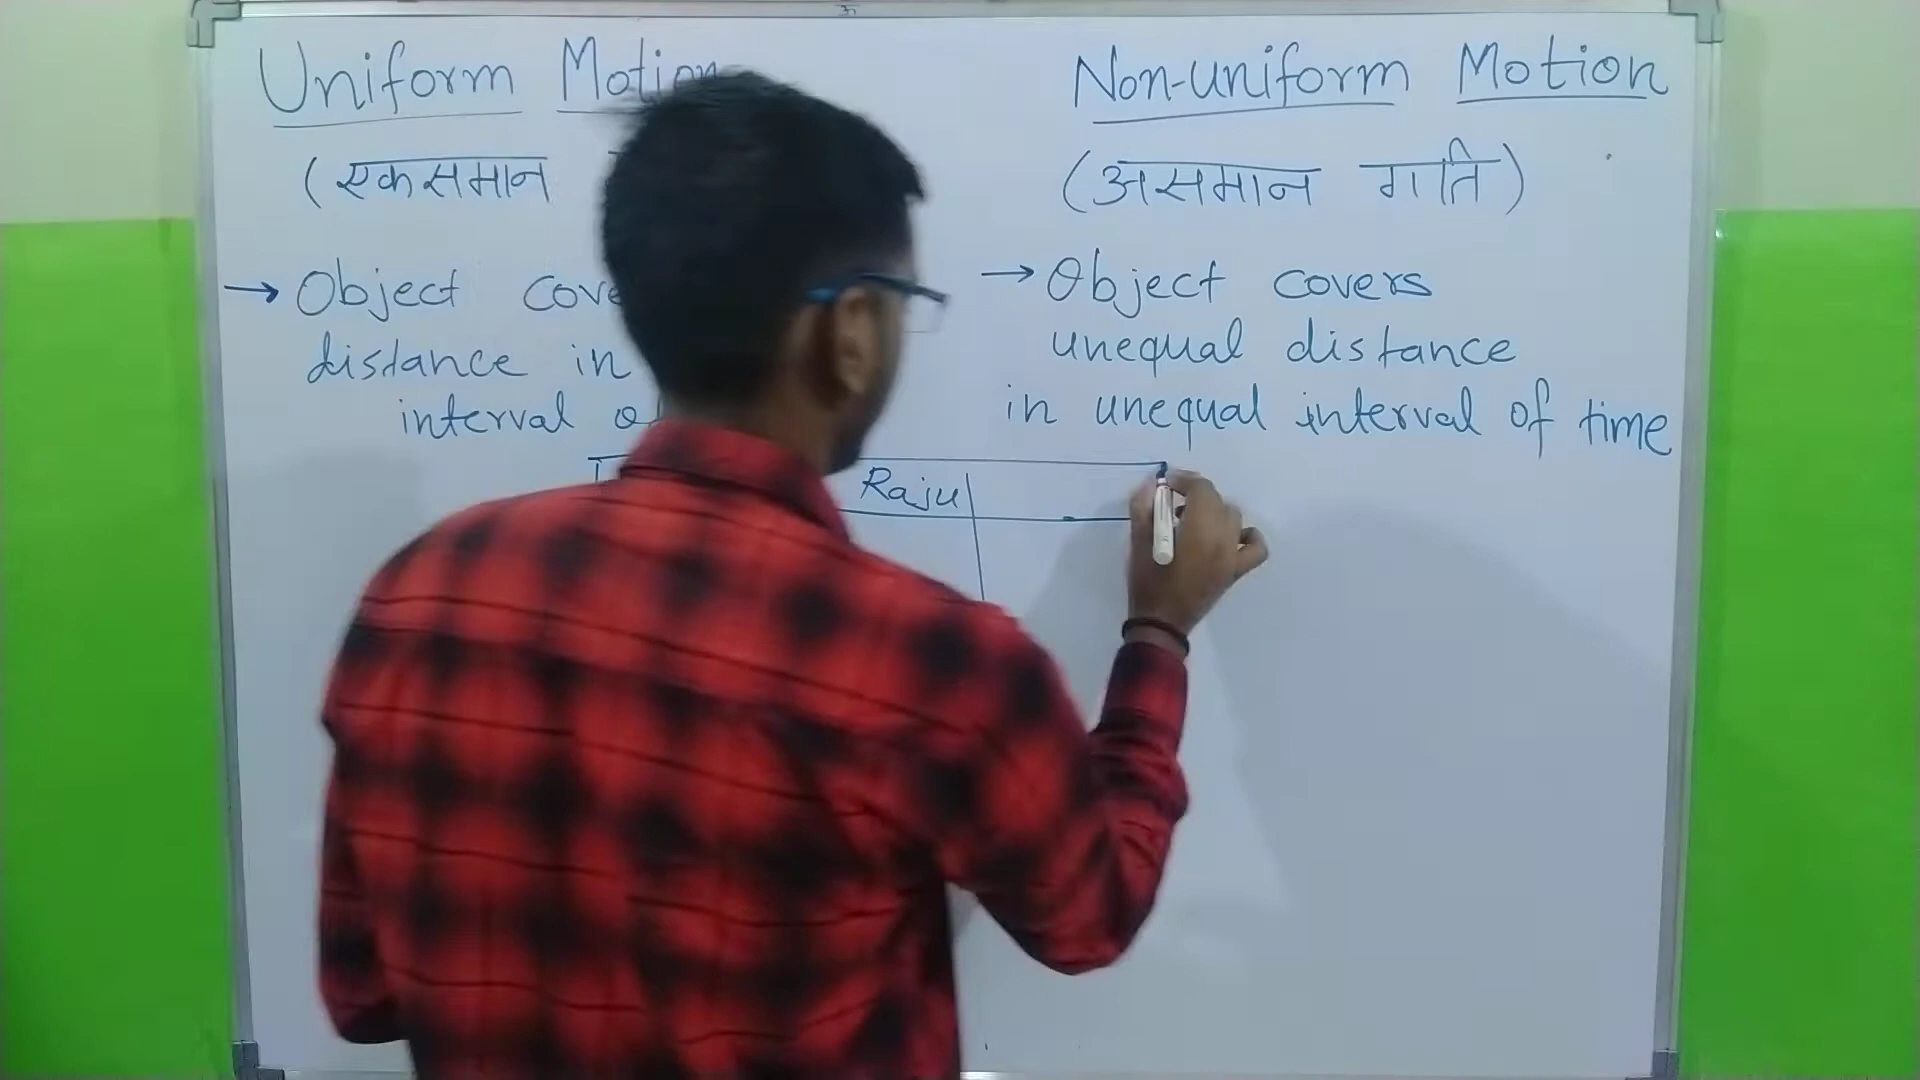 Uniform Motion
(एकसमान
→ Object
distance in
interval
Non-uniform Motion
(असमान गति)
→ Object covers
unequal distance
in unequal interval of time
Raju